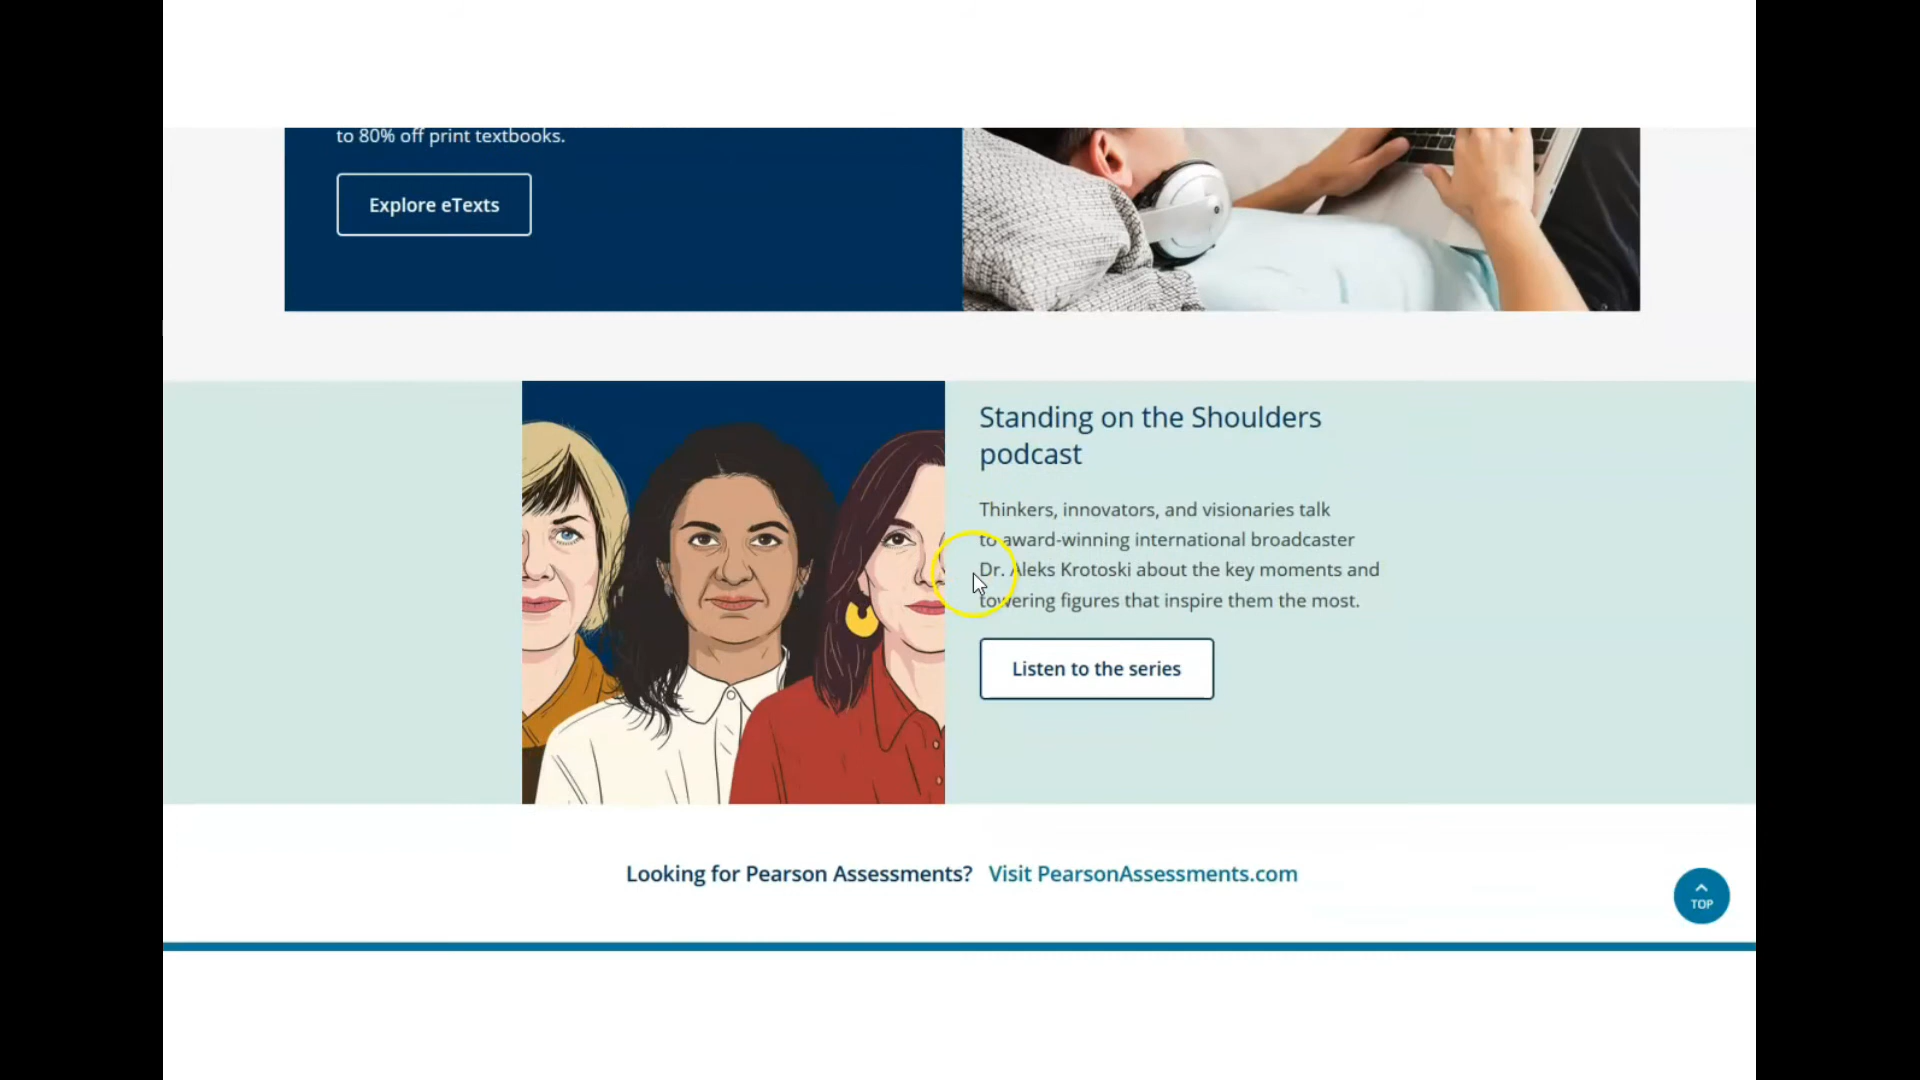 to 80% off print textbooks.
Explore eTexts
Standing on the Shoulders
podcast
Thinkers, innovators, and visionaries talk
to award-winning international broadcaster
Dr. Aleks Krotoski about the key moments and
towering figures that inspire them the most.
Listen to the series
Looking for Pearson Assessments? Visit PearsonAssessments.com
TOP